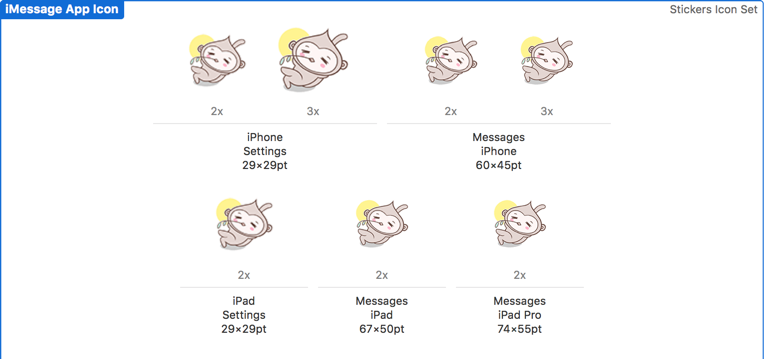 iMessage App Icon
Stickers Icon Set
2x
3x
2x
3x
iPhone
Settings
29×29pt
Messages
iPhone
60×45pt
2x
2x
2x
iPad
Settings
29×29pt
Messages
iPad
67×50pt
Messages
iPad Pro
74×55pt